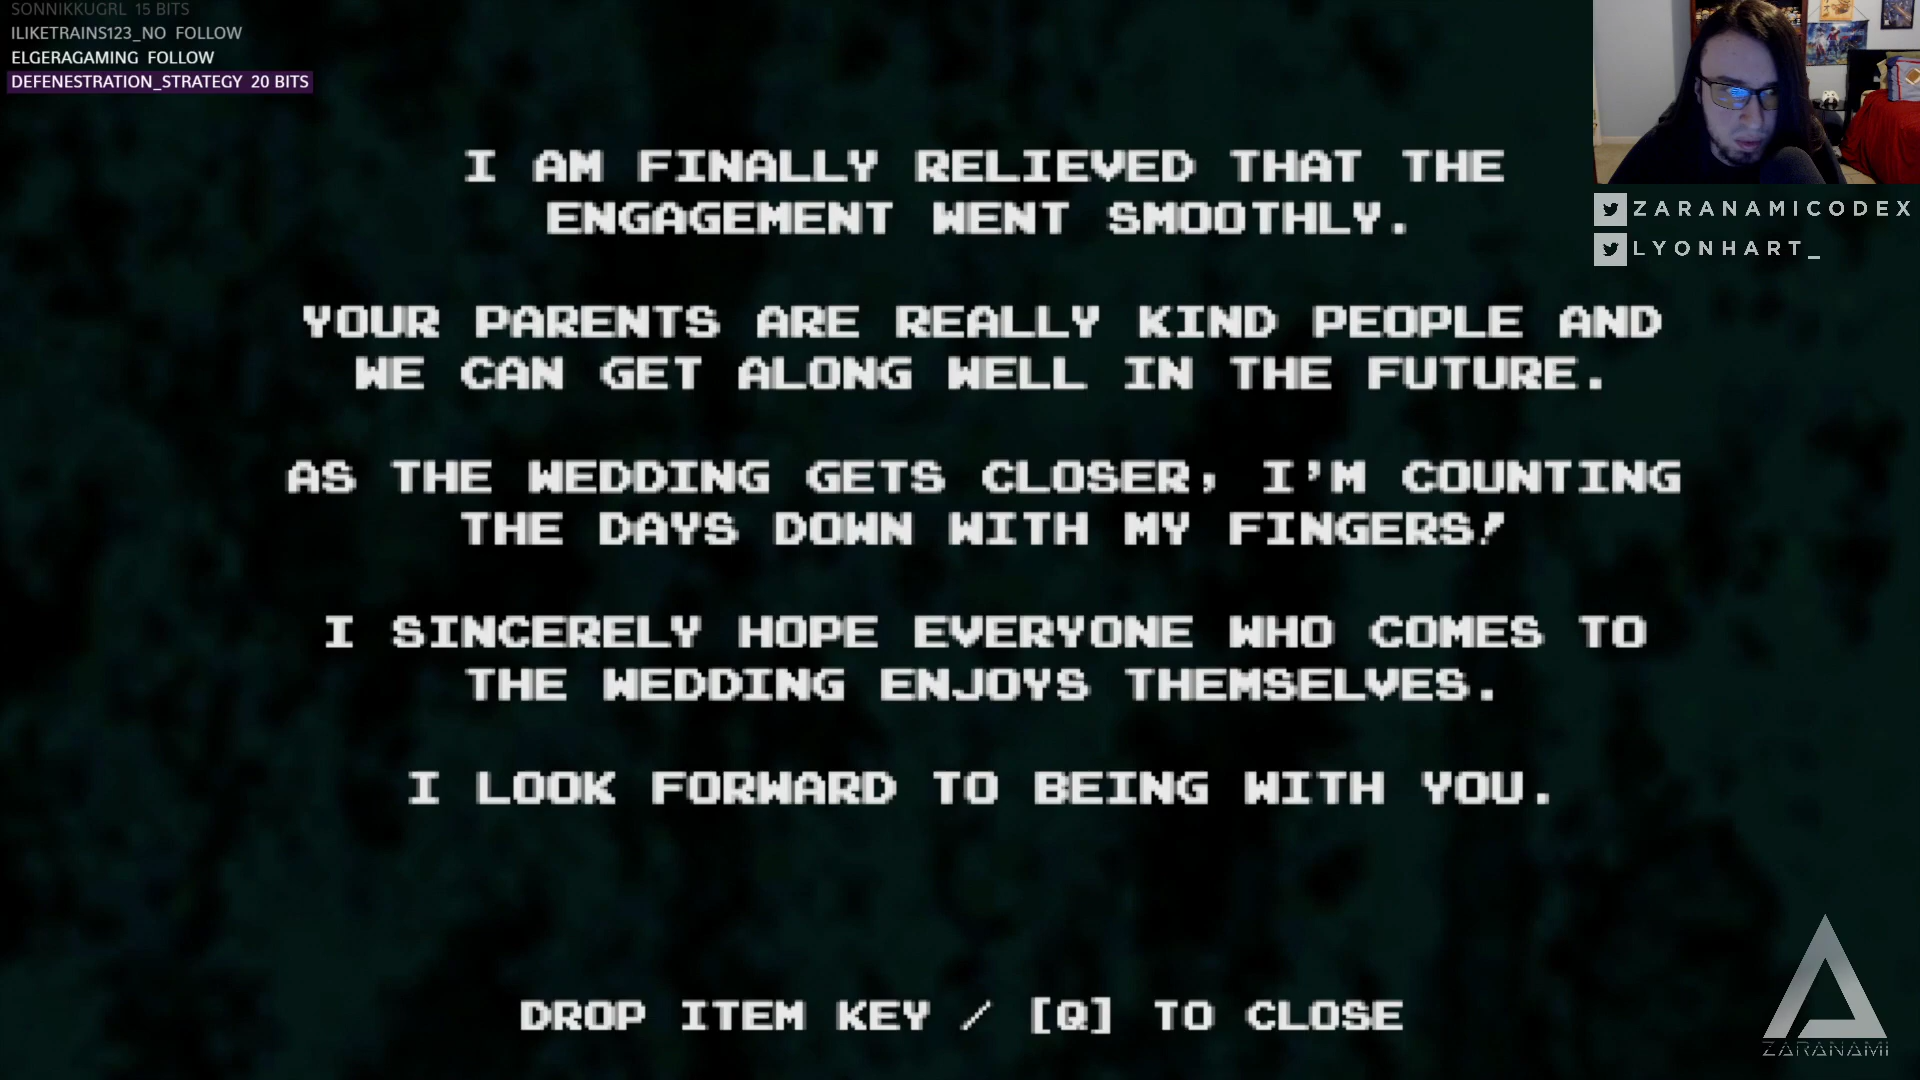 SONNIKKUGRL 15 BITS
ILIKETRAINS123_NO FOLLOW
ELGERAGAMING FOLLOW
DEFENESTRATION_STRATEGY 20 BITS
ZARANAMICODEX
LYONHART_
I AM FINALLY RELIEVED THAT THE
ENGAGEMENT WENT SMOOTHLY.
YOUR PARENTS ARE REALLY KIND PEOPLE AND
WE CAN GET ALONG WELL IN THE FUTURE.
AS THE WEDDING GETS CLOSER, I'M COUNTING
THE DAYS DOWN WITH MY FINGERS!
I SINCERELY HOPE EVERYONE WHO COMES TO
THE WEDDING ENJOYS THEMSELVES.
I LOOK FORWARD TO BEING WITH YOU.
DROP ITEM KEY / [Q] TO CLOSE
ZARANAMI